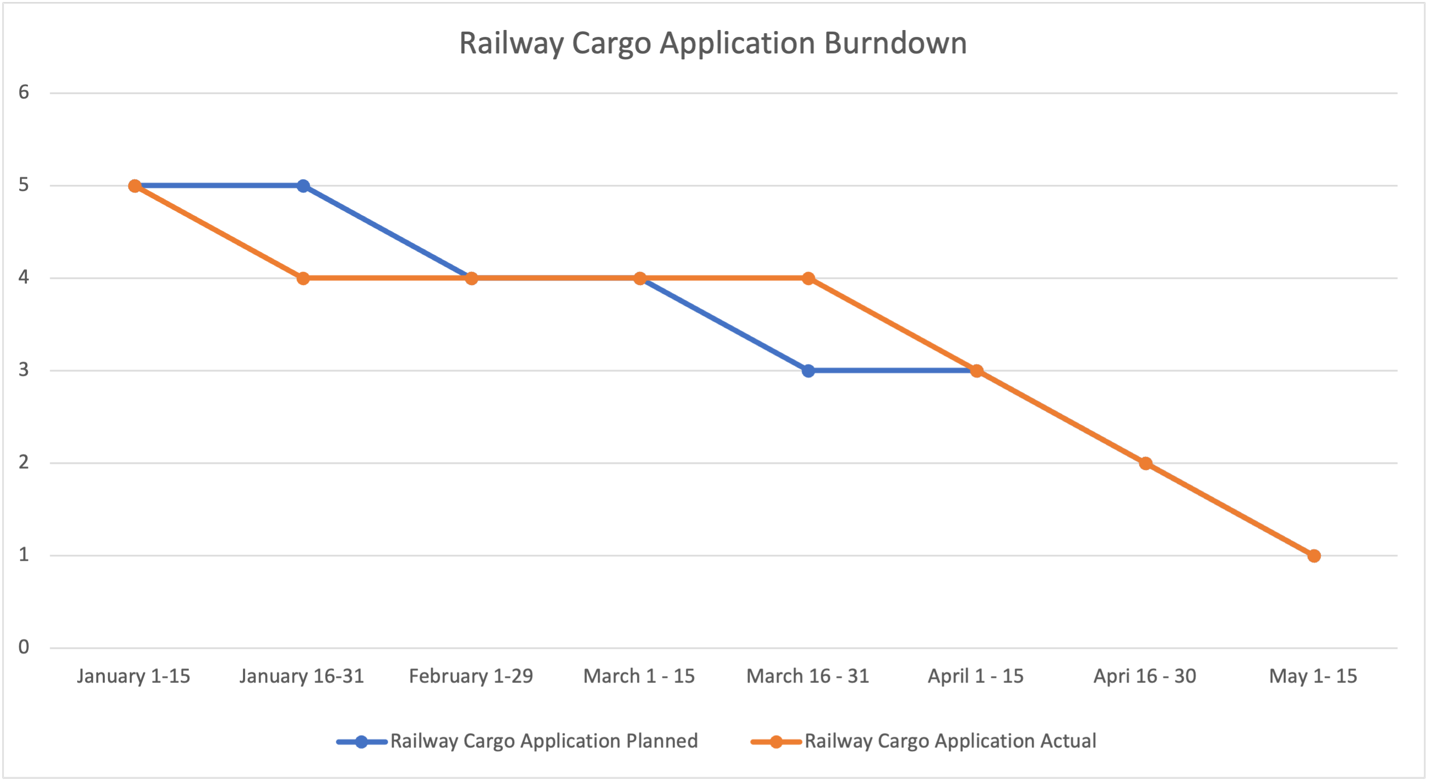 Railway Cargo Application Burndown
6
5
4
3
2
1
0
January 1-15 January 16-31 February 1-29 March 1 - 15 March 16 - 31 April 1 - 15 Apri 16 - 30 May 1- 15
Railway Cargo Application Planned Railway Cargo Application Actual